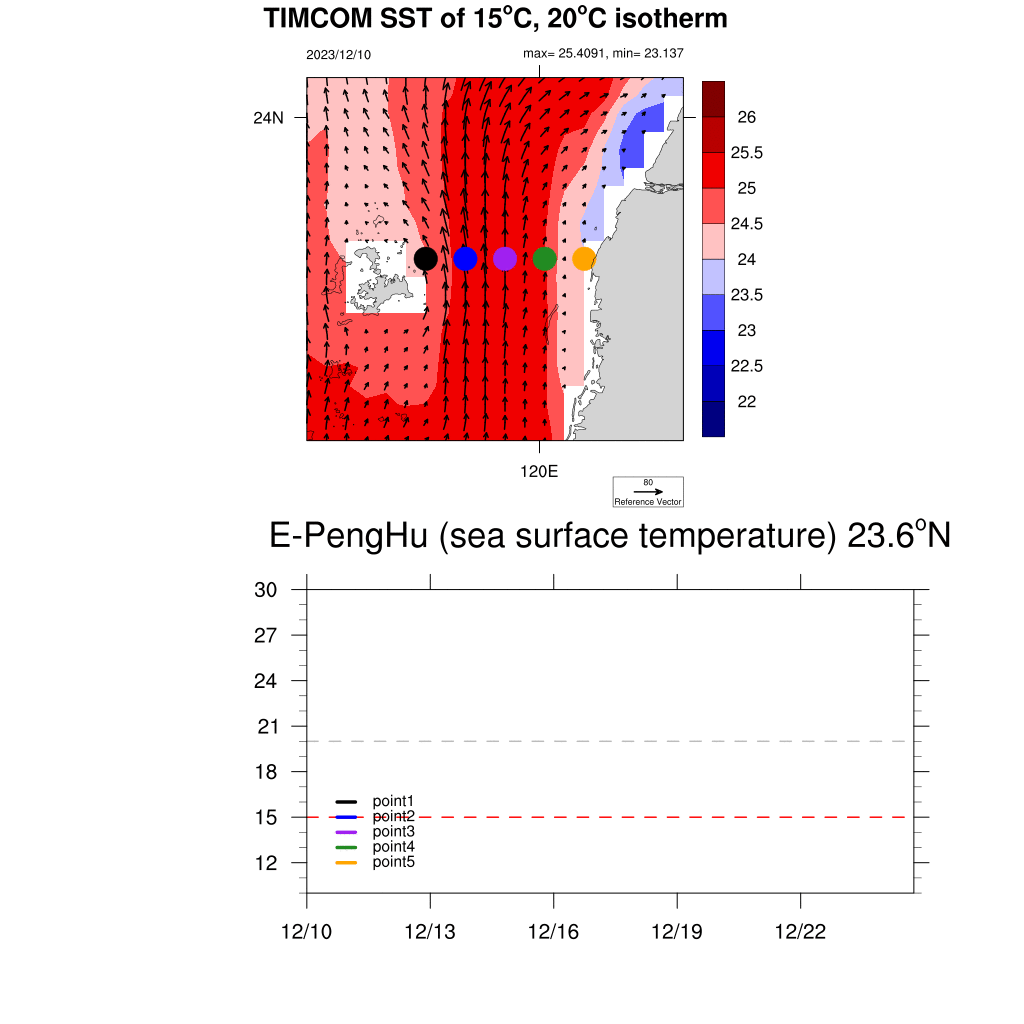 TIMCOM SST of 15°C, 20°C isotherm
2023/12/10
max= 25.4091, min= 23.137
24N
26
25.5
25
24.5
24
23.5
23
22.5
22
120E
80
Reference Vector
E-PengHu (sea surface temperature) 23.6°N
30
27
24
21
18
15
12
point1
point2
point3
point4
point5
12/10
12/13
12/16
12/19
12/22